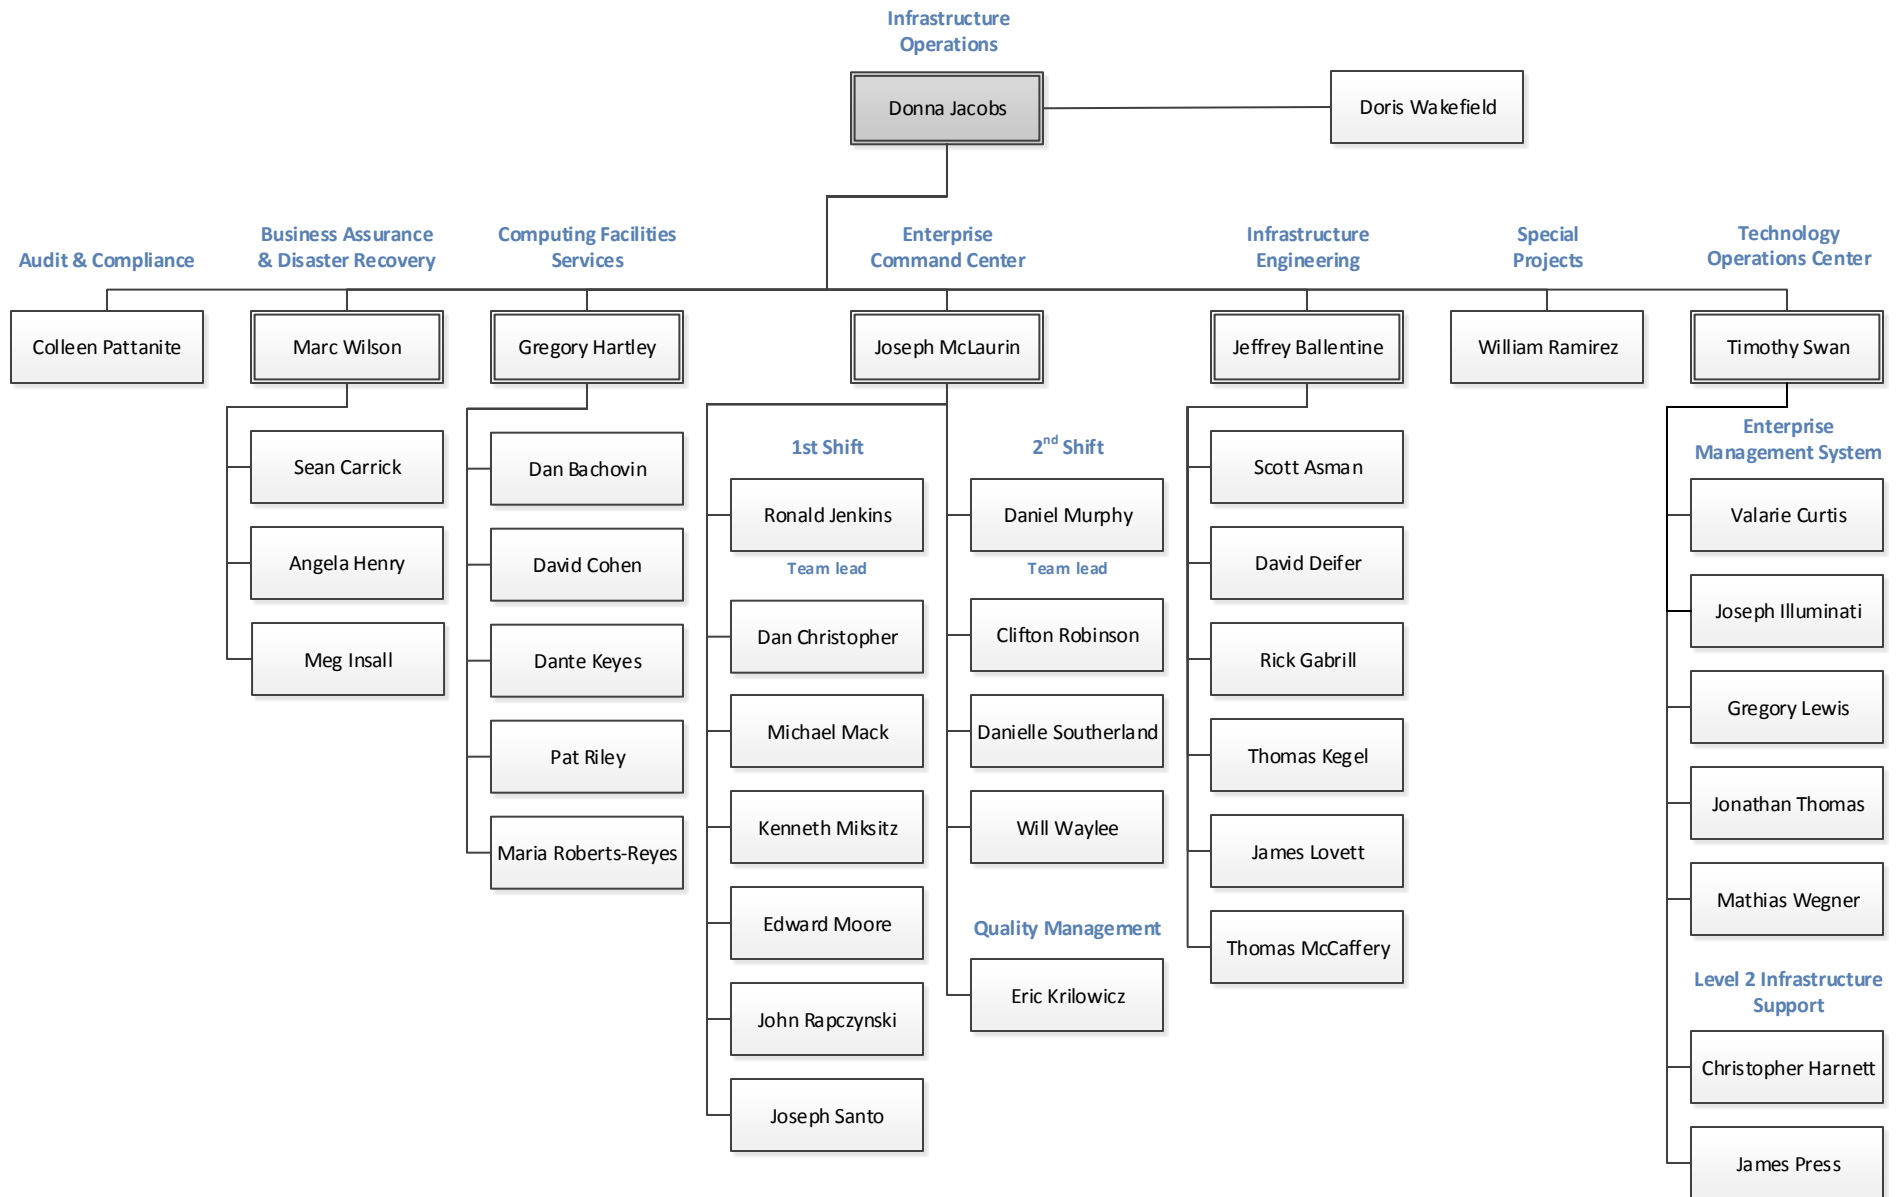 Infrastructure
Operations
Donna Jacobs
Doris Wakefield
Audit & Compliance
Business Assurance
& Disaster Recovery
Computing Facilities
Services
Enterprise
Command Center
Infrastructure
Engineering
Special
Projects
Technology
Operations Center
Colleen Pattanite
Marc Wilson
Gregory Hartley
Joseph McLaurin
Jeffrey Ballentine
William Ramirez
Timothy Swan
Sean Carrick
Angela Henry
Meg Insall
Dan Bachovin
David Cohen
Dante Keyes
Pat Riley
Maria Roberts-Reyes
1st Shift
Ronald Jenkins
Team lead
Dan Christopher
Michael Mack
Kenneth Miksitz
Edward Moore
John Rapczynski
Joseph Santo
2nd Shift
Daniel Murphy
Team lead
Clifton Robinson
Danielle Southerland
Will Waylee
Quality Management
Eric Krilowicz
Scott Asman
David Deifer
Rick Gabrill
Thomas Kegel
James Lovett
Thomas McCaffery
Enterprise
Management System
Valarie Curtis
Joseph Illuminati
Gregory Lewis
Jonathan Thomas
Mathias Wegner
Level 2 Infrastructure
Support
Christopher Harnett
James Press